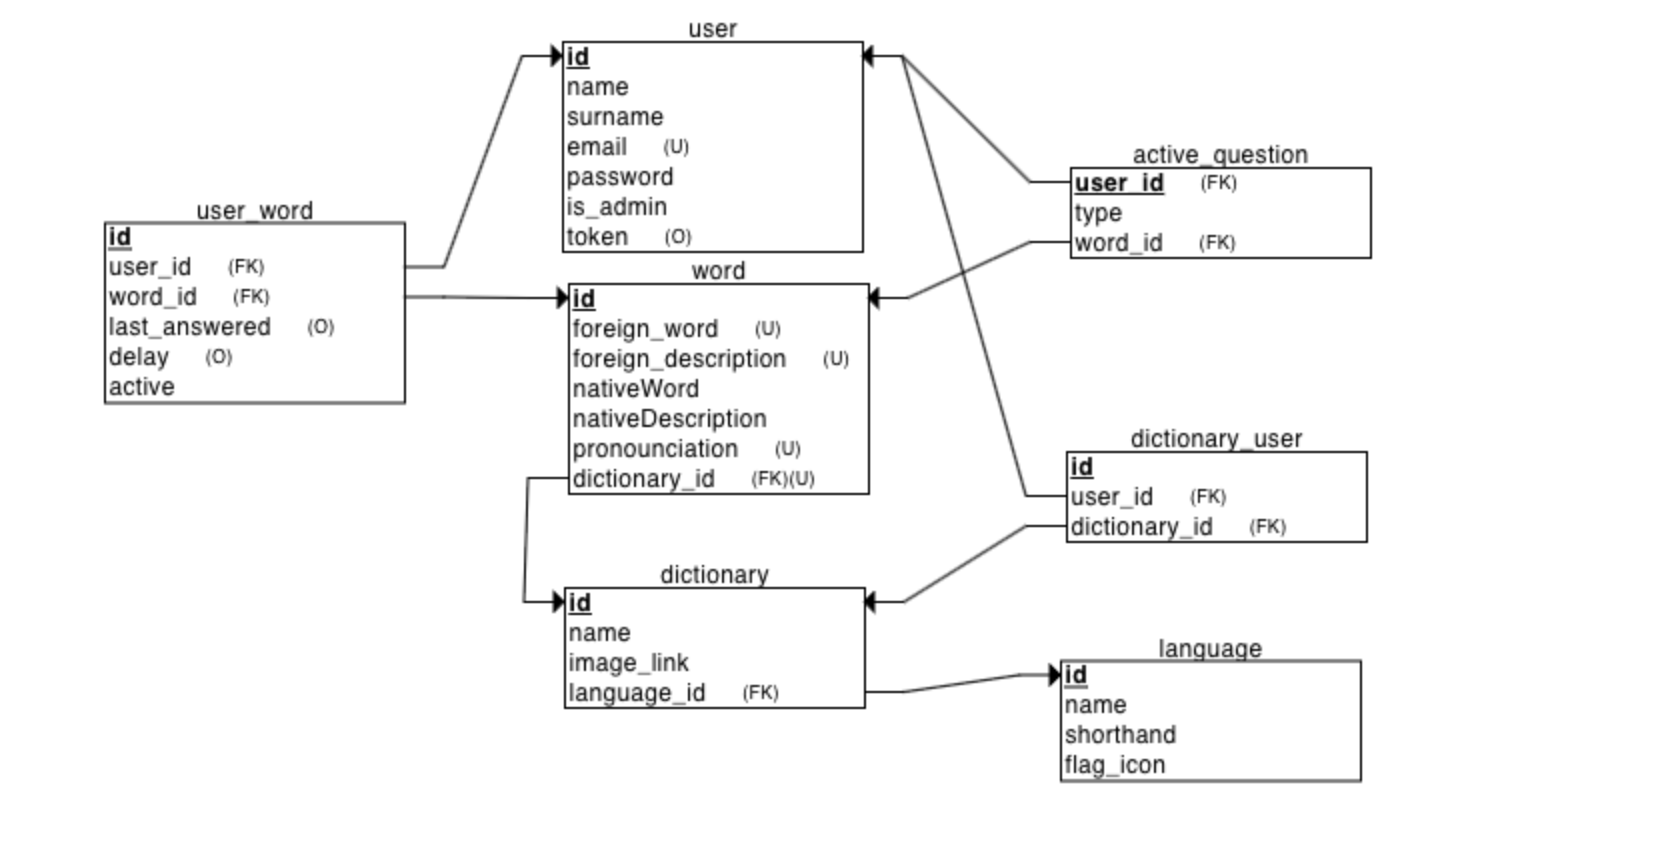 user
id
name
surname
email (U)
password
is_admin
token (O)
user_word
id
user_id (FK)
word_id (FK)
last_answered (O)
delay (O)
active
word
id
foreign_word (U)
foreign_description (U)
nativeWord
nativeDescription
pronounciation (U)
dictionary_id (FK)(U)
active_question
user_id (FK)
type
word_id (FK)
dictionary_user
id
user_id (FK)
dictionary_id (FK)
dictionary
id
name
image_link
language_id (FK)
language
id
name
shorthand
flag_icon